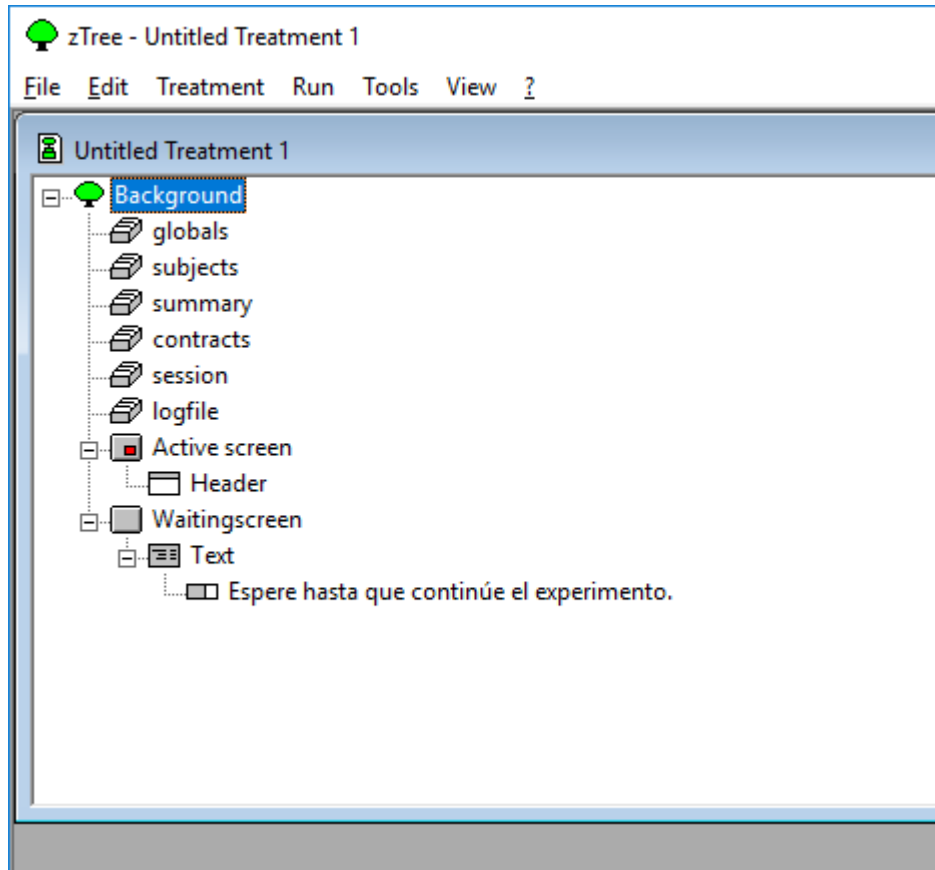 zTree - Untitled Treatment 1
File Edit Treatment Run Tools View ?
Untitled Treatment 1
Background
globals
subjects
summary
contracts
session
logfile
Active screen
Header
Waitingscreen
Text
Espere hasta que continúe el experimento.